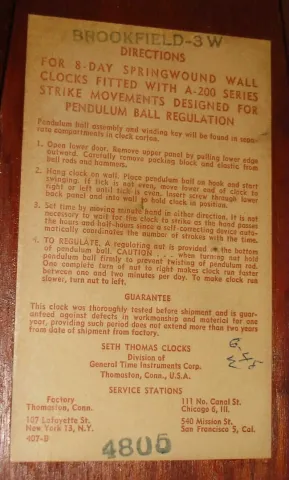 BROOKFIELD-3W
DIRECTIONS
FOR 8-DAY SPRINGWOUND WALL
CLOCKS FITTED WITH A-200 SERIES
STRIKE MOVEMENTS DESIGNED FOR
PENDULUM BALL REGULATION
Pendulum ball assembly and winding key will be found in sepa-
rate compartments in clock carton.
1. Open lower door. Remove upper panel by pulling lower edge
outward. Carefully remove packing block and elastic from
bell rods and hammers.
2. Hang clock on wall. Place pendulum ball on hook and start
swinging. If tick is not even, move lower end of clock to
right or left until tick is even, insert screw through lower
back panel and into wall to hold clock in position.
3. Set time by moving minute hand in either direction. It is not
necessary to wait for the clock to strike as the hand passes
the hours and half-hours since a self-correcting device auto-
matically coordinates the number of strokes with the time.
4. TO REGULATE. A regulating nut is provided at the bottom
of pendulum ball. CAUTION . . . when turning nut hold
pendulum ball firmly to prevent twisting of pendulum rod.
One complete turn of nut to right makes clock run faster
between one and two minutes per day. To make clock run
slower, turn nut to left.
GUARANTEE
This clock was thoroughly tested before shipment and is guar-
anteed against defects in workmanship and material for one
year, providing such period does not extend more than two years
from date of shipment from factory.
SETH THOMAS CLOCKS
Division of
General Time Instruments Corp.
Thomaston, Conn., U.S.A.
SERVICE STATIONS
Factory
Thomaston, Conn.
111 No. Canal St.
Chicago 6, Ill.
107 Lafayette St.
New York 13, N.Y.
540 Mission St.
San Francisco 5, Cal.
407-D
4805